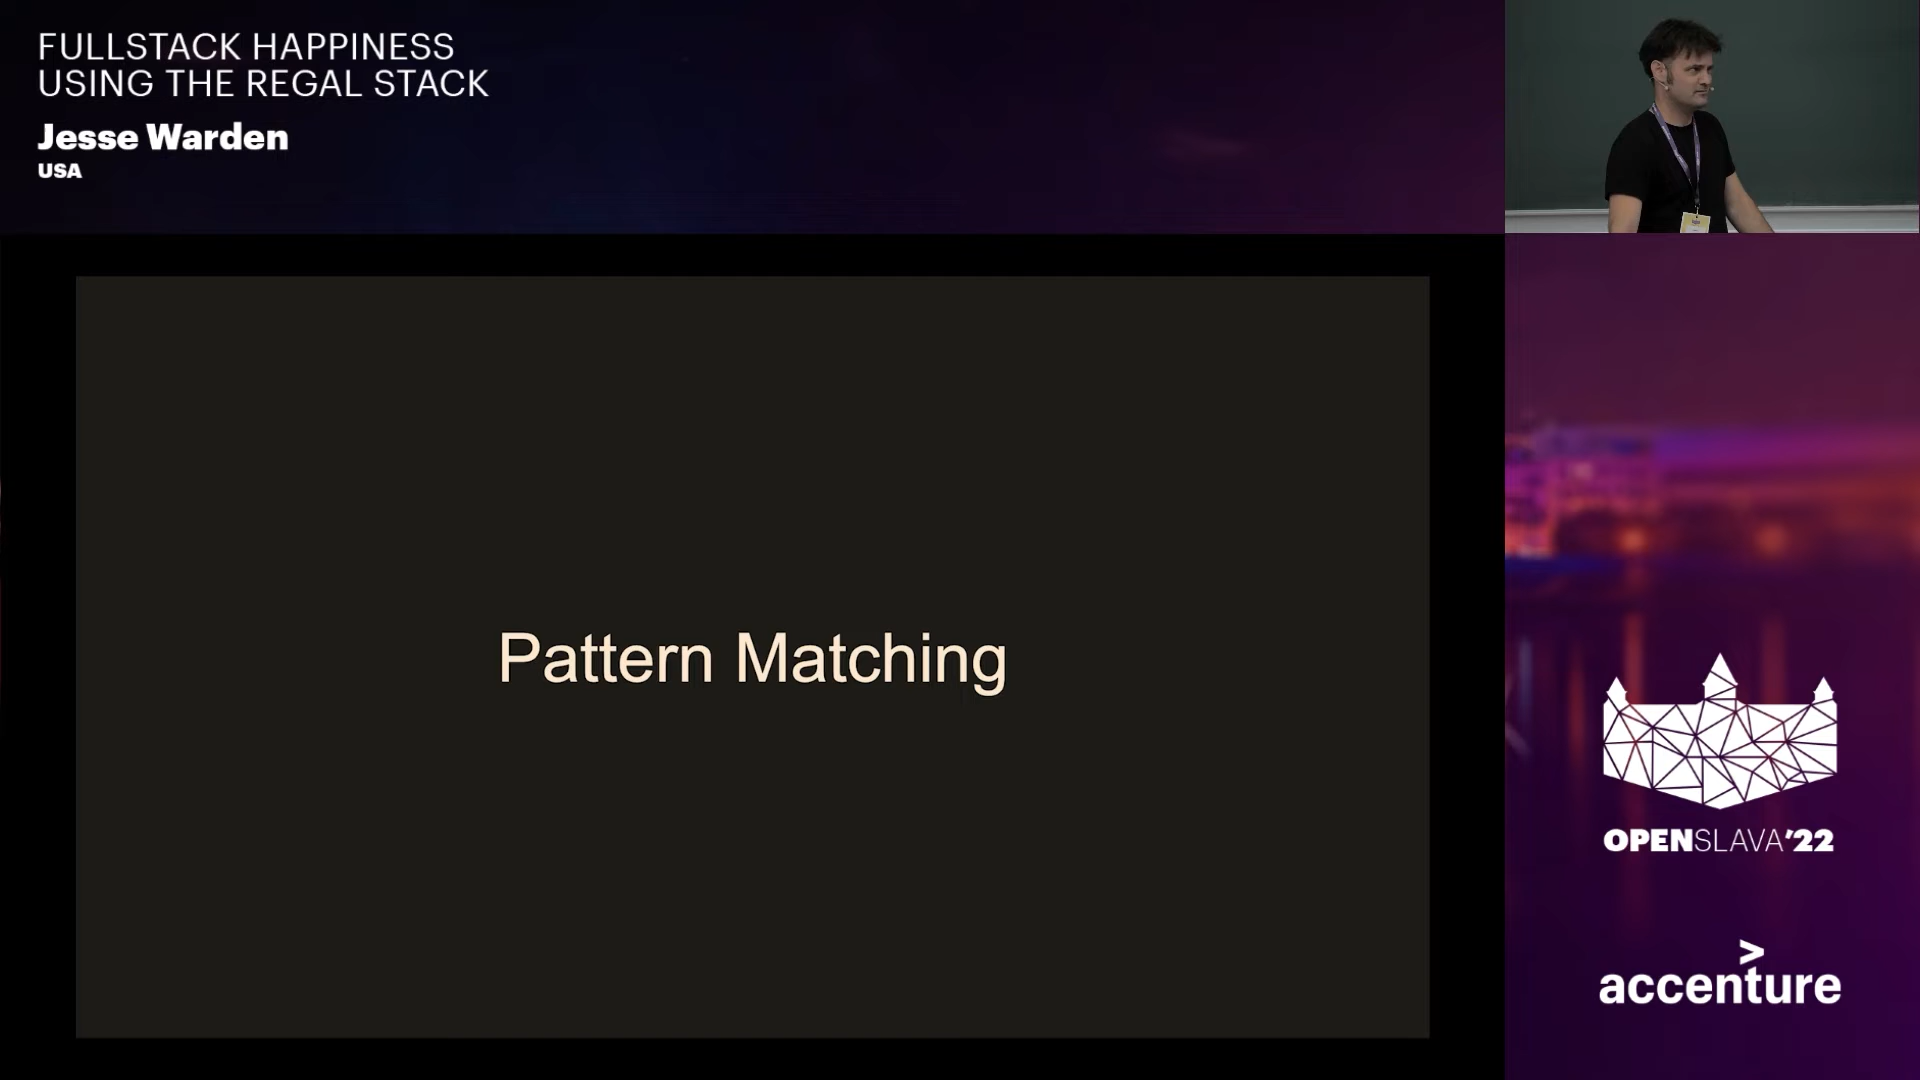 FULLSTACK HAPPINESS
USING THE REGAL STACK
Jesse Warden
USA
Pattern Matching
OPENSLAVA'22
>
accenture